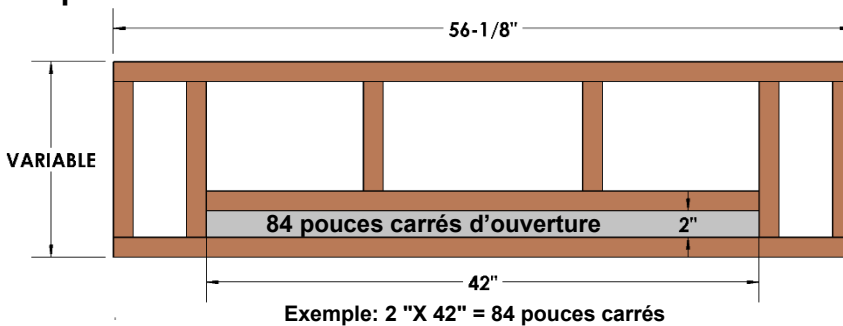 56-1/8"
VARIABLE
84 pouces carrés d'ouverture
2"
42"
Exemple: 2 "X 42" = 84 pouces carrés